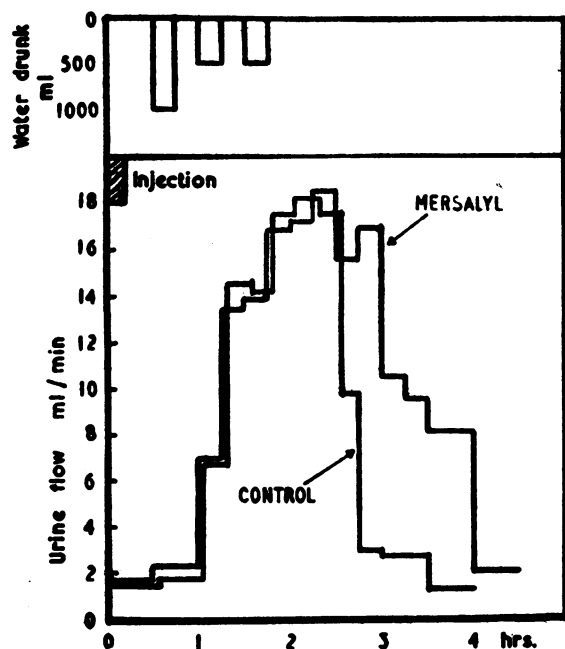 Water drunk
ml
0
500
1000
Injection
MERSALYL
CONTROL
Urine flow ml/min
18
16
14
12
10
8
6
4
2
0
0 1 2 3 4 hrs.